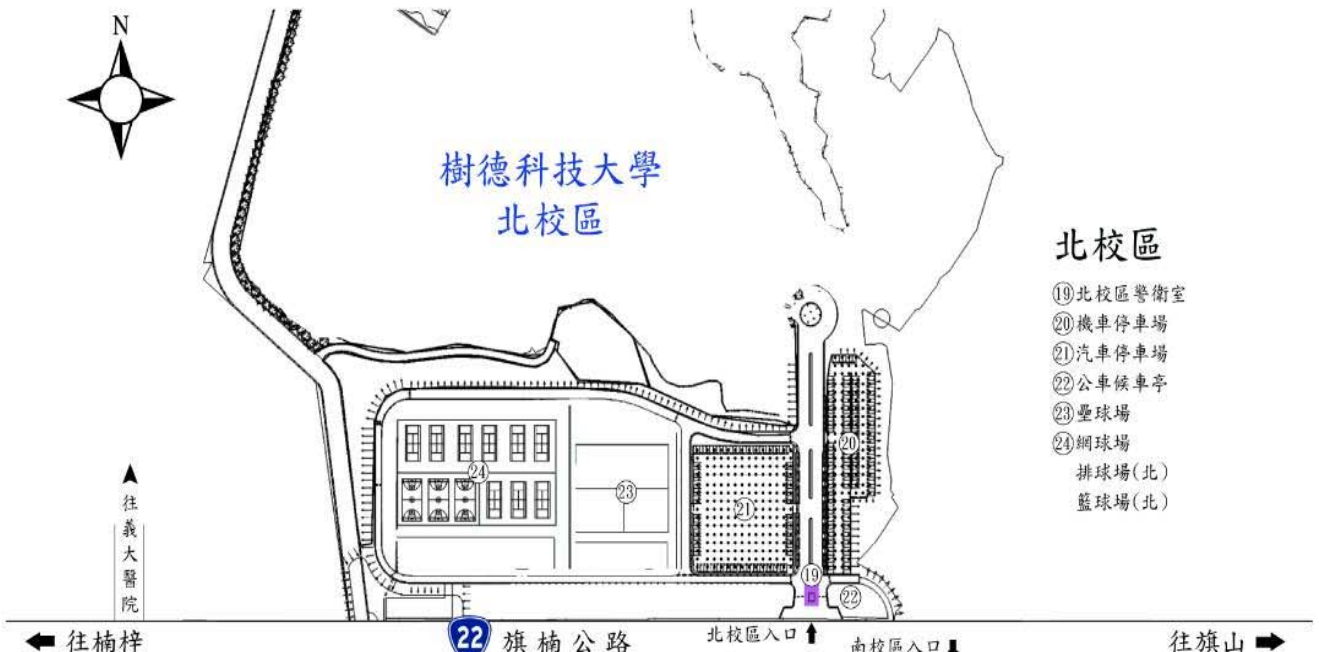 N
樹德科技大學
北校區
北校區
⑲北校區警衛室
⑳機車停車場
㉑汽車停車場
㉒公車候車亭
㉓壘球場
㉔網球場
排球場(北)
籃球場(北)
⑳
㉔
㉓
㉑
⑲
㉒
往義大醫院
往楠梓
22
旗楠公路
北校區入口
南校區入口
往旗山